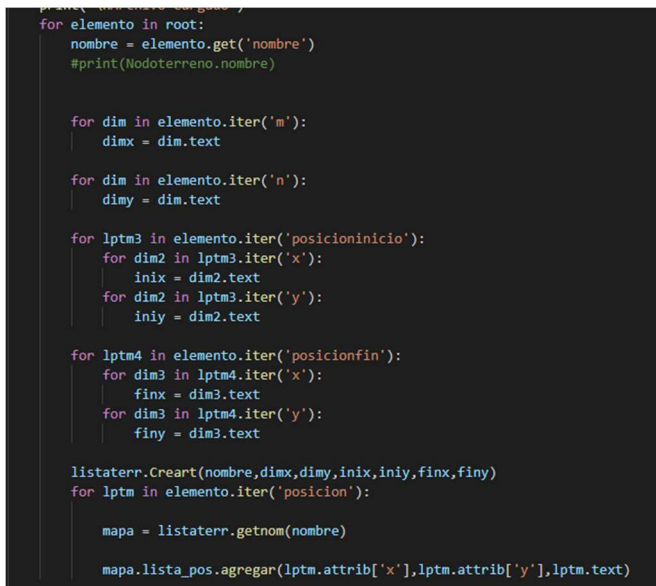 for elemento in root:
nombre = elemento.get('nombre')
#print(Nodoterreno.nombre)
for dim in elemento.iter('m'):
dimx = dim.text
for dim in elemento.iter('n'):
dimy = dim.text
for lptm3 in elemento.iter('posicioninicio'):
for dim2 in lptm3.iter('x'):
inix = dim2.text
for dim2 in lptm3.iter('y'):
iniy = dim2.text
for lptm4 in elemento.iter('posicionfin'):
for dim3 in lptm4.iter('x'):
finx = dim3.text
for dim3 in lptm4.iter('y'):
finy = dim3.text
listaterr.Creart(nombre,dimx,dimy,inix,iniy,finx,finy)
for lptm in elemento.iter('posicion'):
mapa = listaterr.getnom(nombre)
mapa.lista_pos.agregar(lptm.attrib['x'],lptm.attrib['y'],lptm.text)